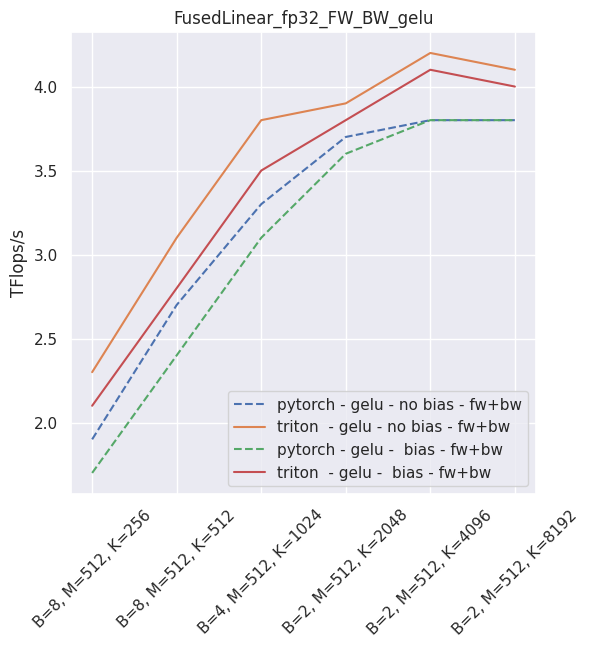 FusedLinear_fp32_FW_BW_gelu
TFlops/s
4.0
3.5
3.0
2.5
2.0
pytorch - gelu - no bias - fw+bw
triton  - gelu - no bias - fw+bw
pytorch - gelu -  bias - fw+bw
triton  - gelu -  bias - fw+bw
B=8, M=512, K=256
B=8, M=512, K=512
B=4, M=512, K=1024
B=2, M=512, K=2048
B=2, M=512, K=4096
B=2, M=512, K=8192